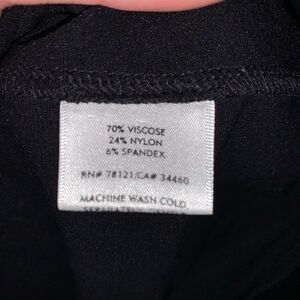 70% VISCOSE
24% NYLON
6% SPANDEX
RN# 78121/CA# 34460
MACHINE WASH COLD